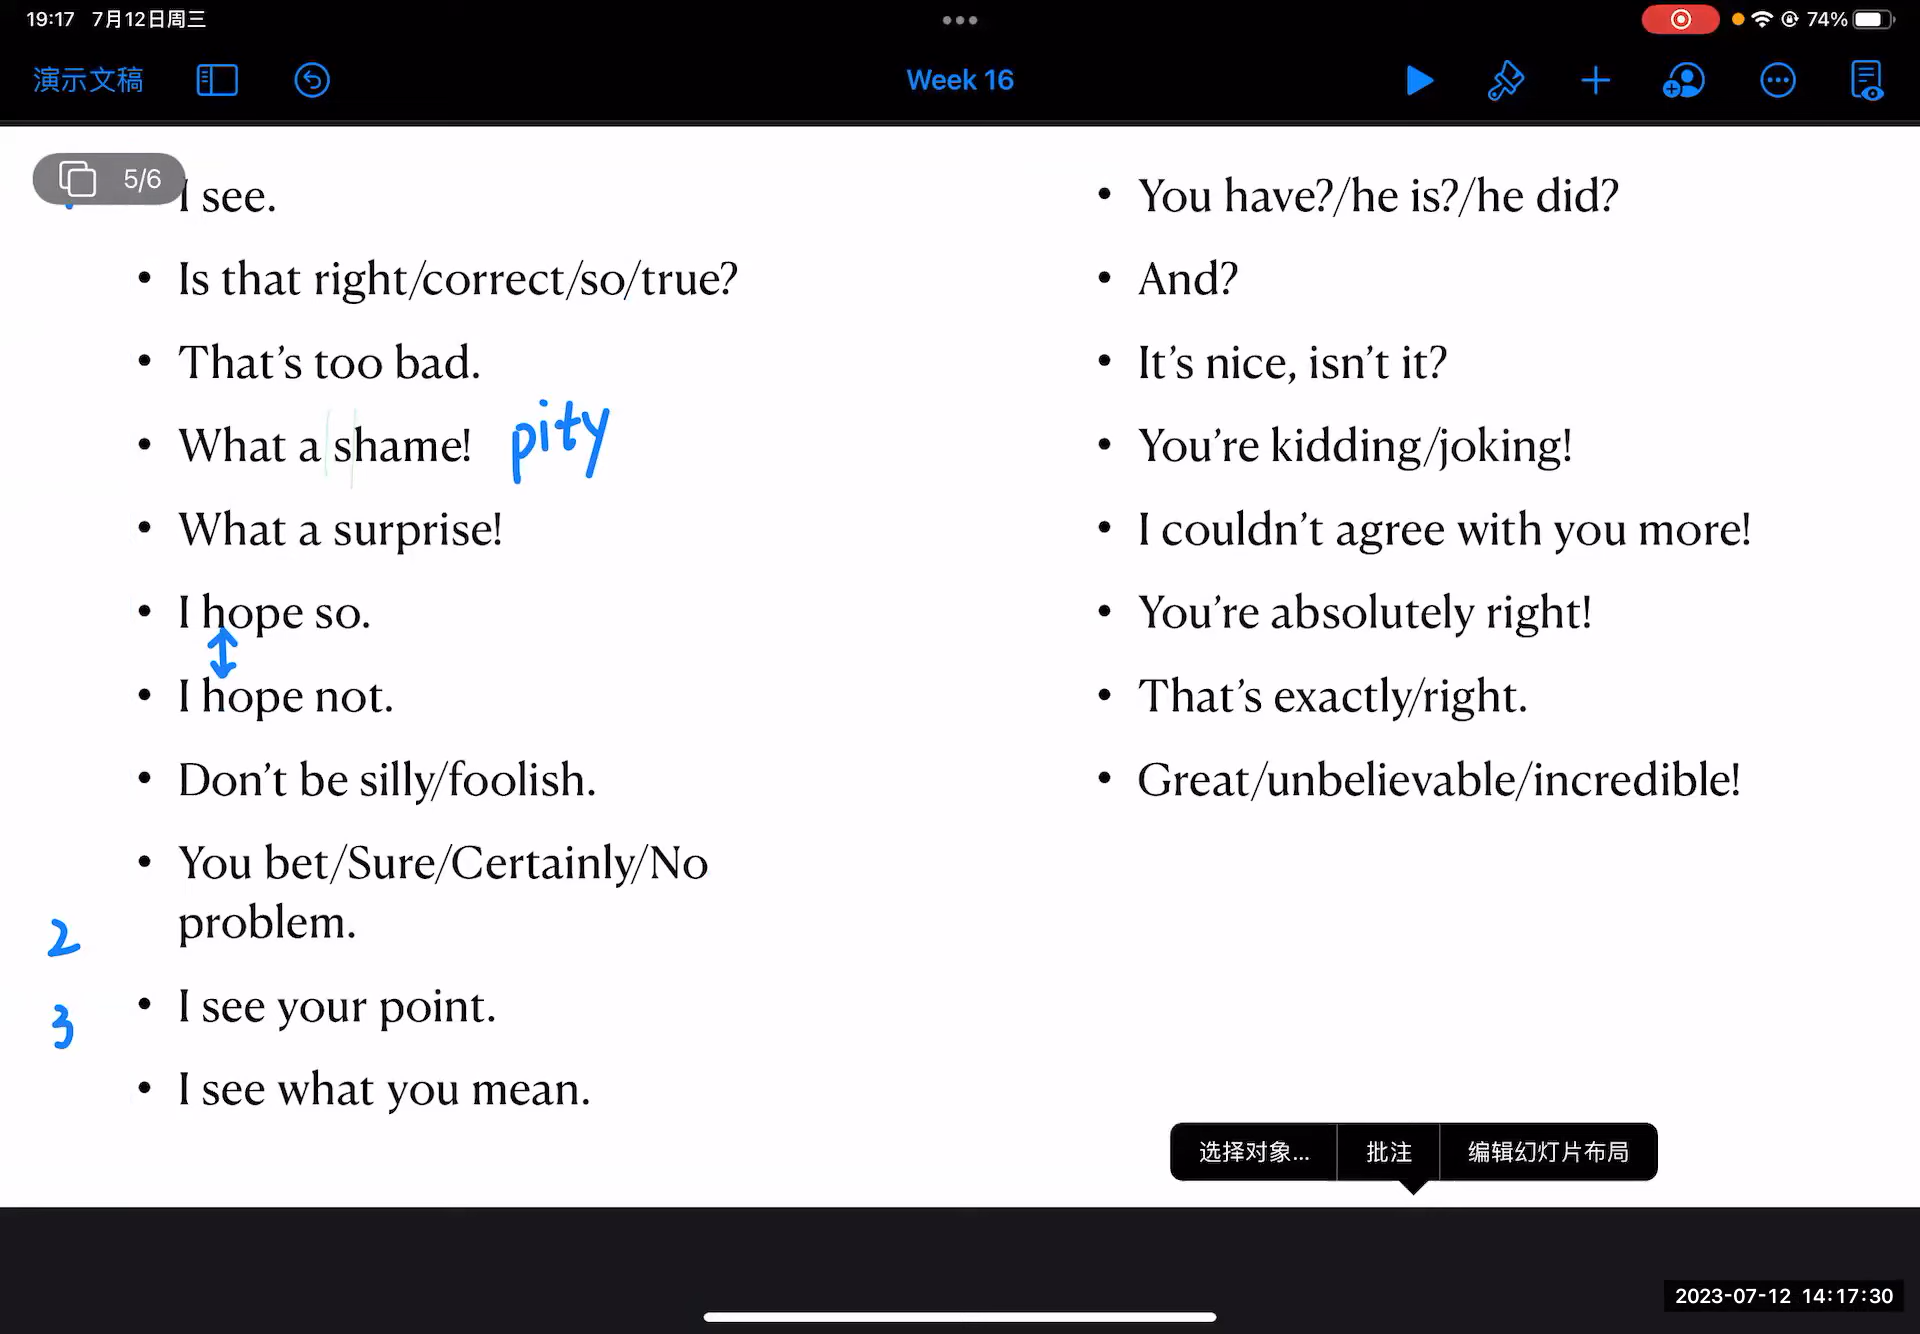 19:17 7月12日周三
74%
演示文稿
Week 16
5/6
I see.
• Is that right/correct/so/true?
• That’s too bad.
• What a shame! pity
• What a surprise!
• I hope so.
• I hope not.
• Don’t be silly/foolish.
• You bet/Sure/Certainly/No
problem.
2
• I see your point.
3
• I see what you mean.
• You have?/he is?/he did?
• And?
• It’s nice, isn’t it?
• You’re kidding/joking!
• I couldn’t agree with you more!
• You’re absolutely right!
• That’s exactly/right.
• Great/unbelievable/incredible!
选择对象... 批注 编辑幻灯片布局
2023-07-12 14:17:30